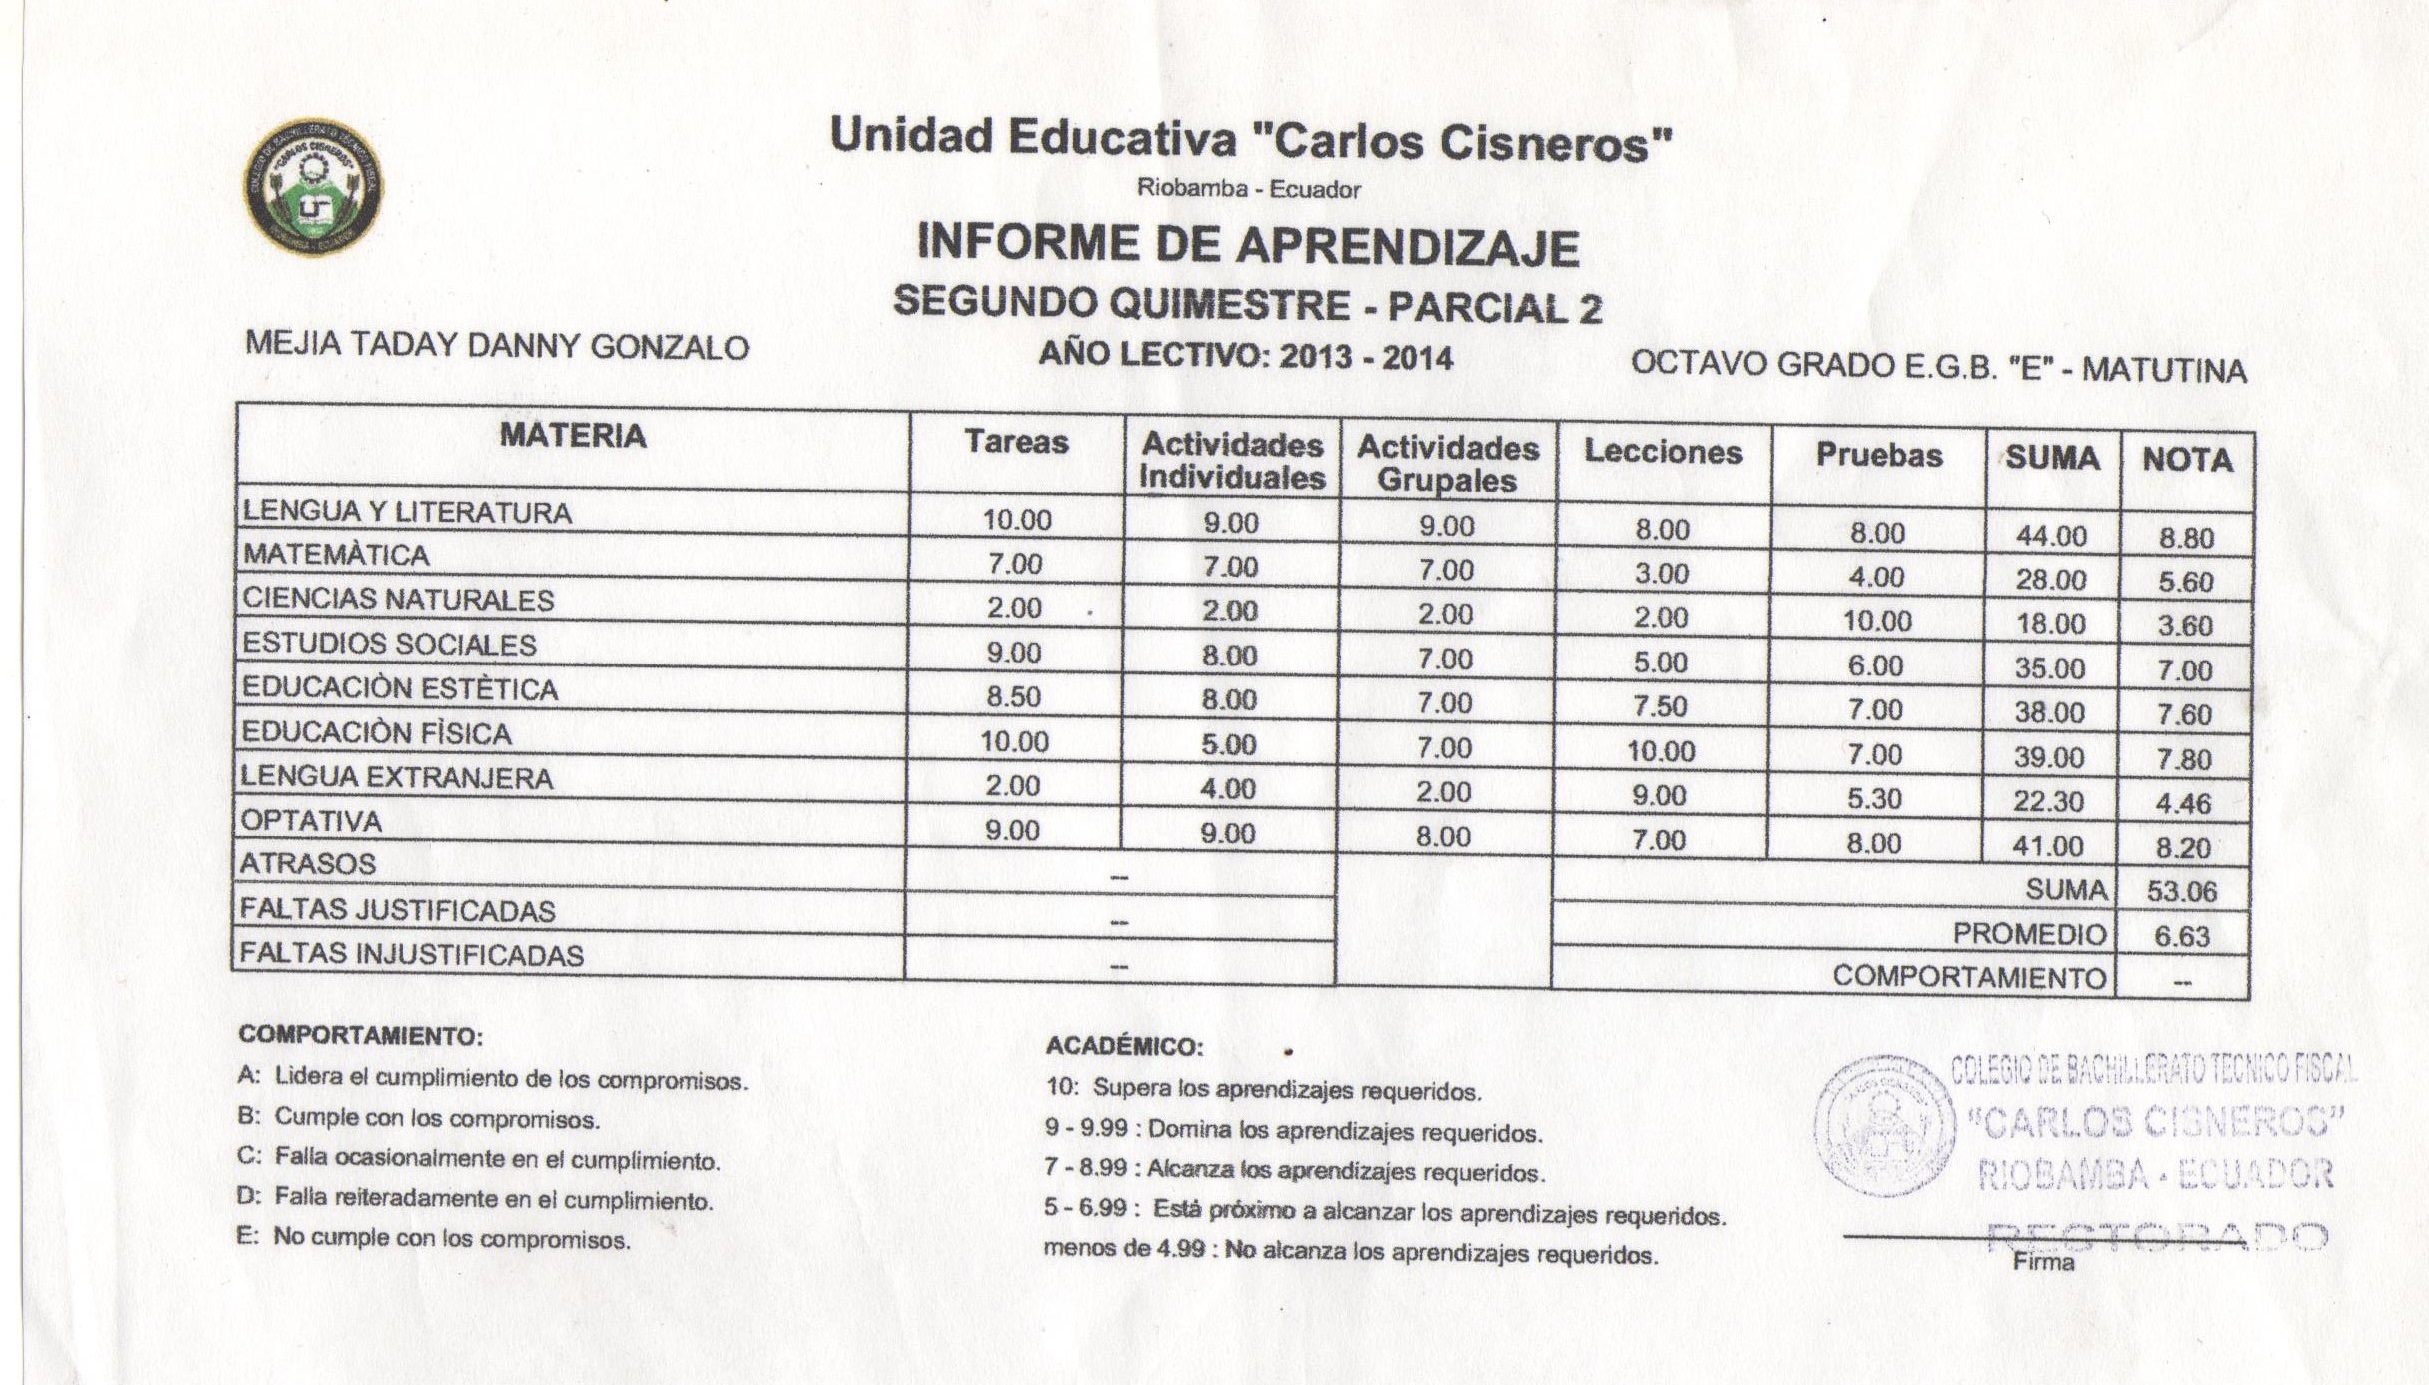 COLEGIO DE BACHILLERATO TÉCNICO FISCAL
"CARLOS CISNEROS"
RIOBAMBA - ECUADOR
Unidad Educativa "Carlos Cisneros"
Riobamba - Ecuador
INFORME DE APRENDIZAJE
SEGUNDO QUIMESTRE - PARCIAL 2
MEJIA TADAY DANNY GONZALO AÑO LECTIVO: 2013 - 2014 OCTAVO GRADO E.G.B. "E" - MATUTINA
MATERIA Tareas Actividades Individuales Actividades Grupales Lecciones Pruebas SUMA NOTA
LENGUA Y LITERATURA 10.00 9.00 9.00 8.00 8.00 44.00 8.80
MATEMÀTICA 7.00 7.00 7.00 3.00 4.00 28.00 5.60
CIENCIAS NATURALES 2.00 2.00 2.00 2.00 10.00 18.00 3.60
ESTUDIOS SOCIALES 9.00 8.00 7.00 5.00 6.00 35.00 7.00
EDUCACIÒN ESTÈTICA 8.50 8.00 7.00 7.50 7.00 38.00 7.60
EDUCACIÒN FÌSICA 10.00 5.00 7.00 10.00 7.00 39.00 7.80
LENGUA EXTRANJERA 2.00 4.00 2.00 9.00 5.30 22.30 4.46
OPTATIVA 9.00 9.00 8.00 7.00 8.00 41.00 8.20
ATRASOS -- SUMA 53.06
FALTAS JUSTIFICADAS -- PROMEDIO 6.63
FALTAS INJUSTIFICADAS -- COMPORTAMIENTO --
COMPORTAMIENTO:
A: Lidera el cumplimiento de los compromisos.
B: Cumple con los compromisos.
C: Falla ocasionalmente en el cumplimiento.
D: Falla reiteradamente en el cumplimiento.
E: No cumple con los compromisos.
ACADÉMICO:
10: Supera los aprendizajes requeridos.
9 - 9.99 : Domina los aprendizajes requeridos.
7 - 8.99 : Alcanza los aprendizajes requeridos.
5 - 6.99 : Está próximo a alcanzar los aprendizajes requeridos.
menos de 4.99 : No alcanza los aprendizajes requeridos.
COLEGIO DE BACHILLERATO TECNICO FISCAL
"CARLOS CISNEROS"
RIOBAMBA - ECUADOR
RECTORADO
Firma